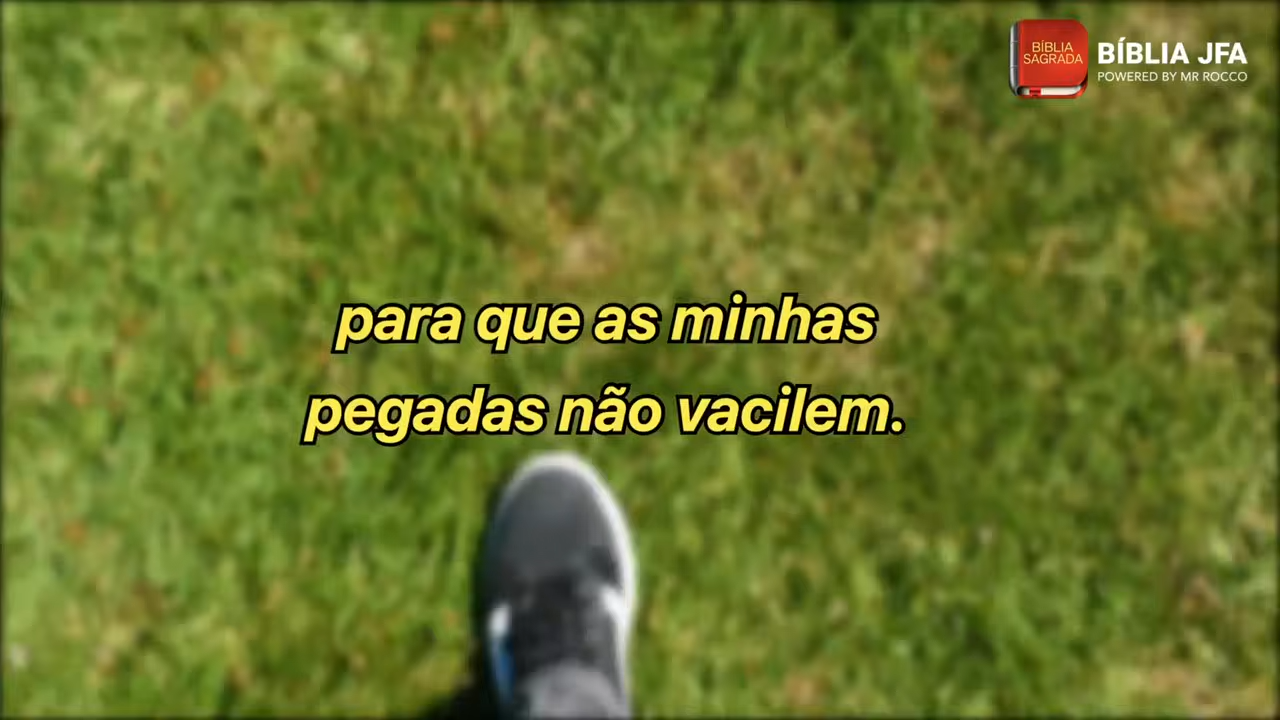 BÍBLIA
SAGRADA
BÍBLIA JFA
POWERED BY MR ROCCO
para que as minhas
pegadas não vacilem.